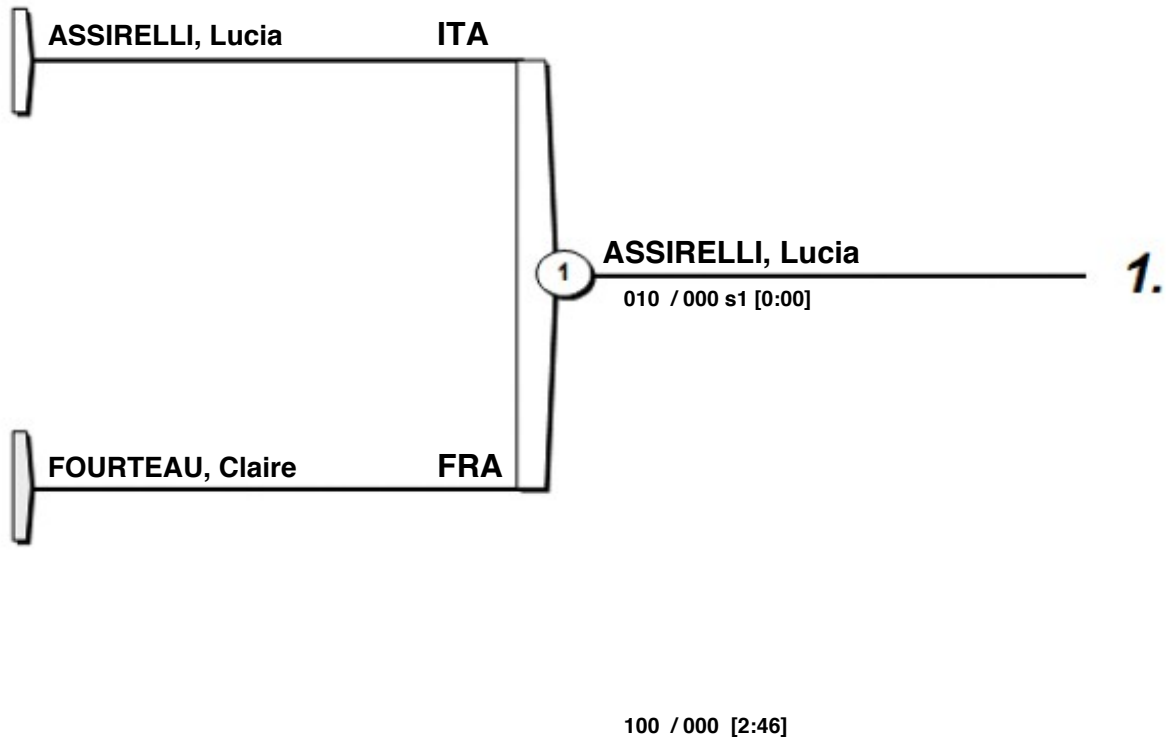 ASSIRELLI, Lucia ITA
1
ASSIRELLI, Lucia
1.
010 / 000 s1 [0:00]
FOURTEAU, Claire FRA
100 / 000 [2:46]